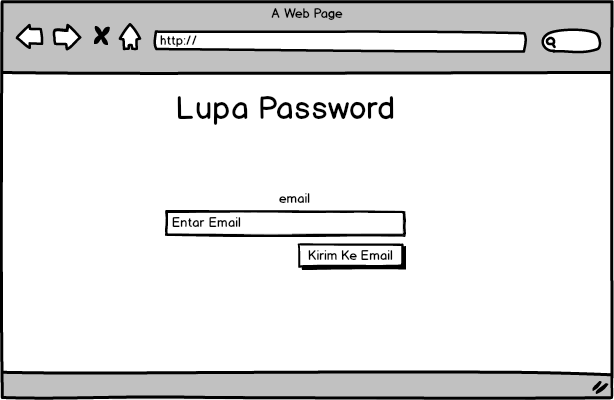 A Web Page
http://
Lupa Password
email
Entar Email
Kirim Ke Email